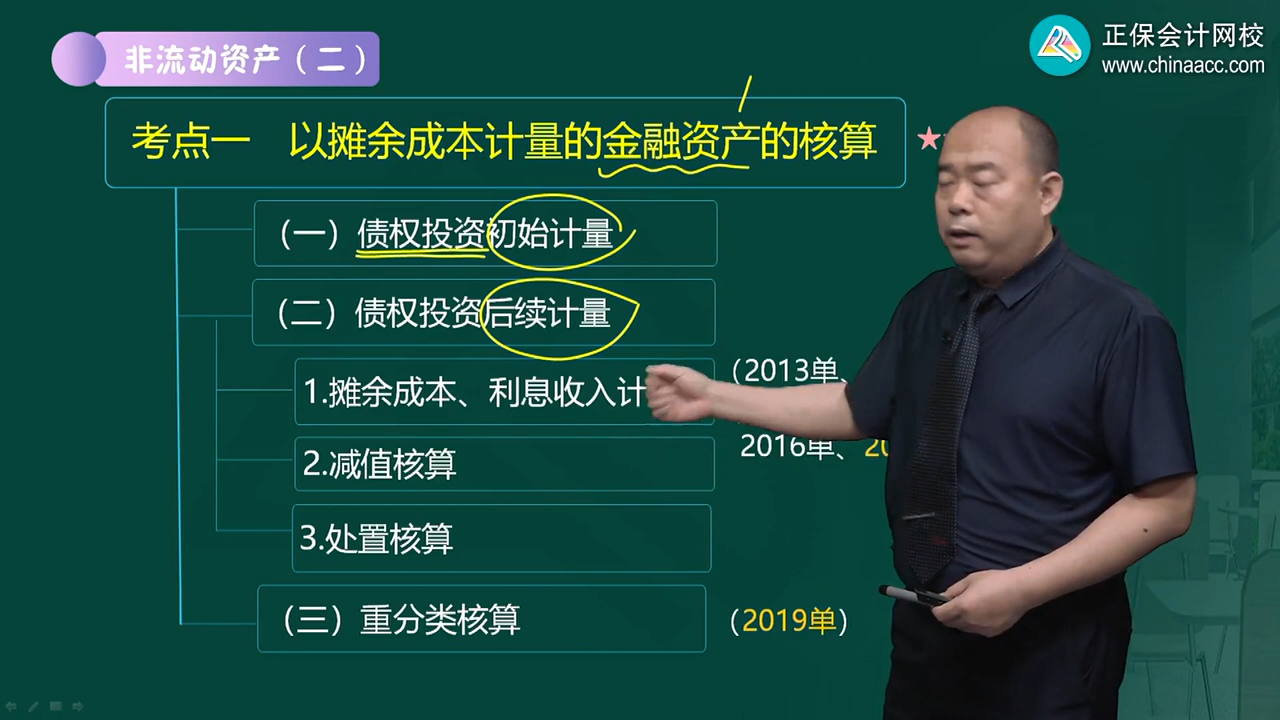 非流动资产（二）
正保会计网校
www.chinaacc.com
考点一 以摊余成本计量的金融资产的核算
（一）债权投资初始计量
（二）债权投资后续计量
1.摊余成本、利息收入计
（2013单、
2016单、20
2.减值核算
3.处置核算
（三）重分类核算
（2019单）